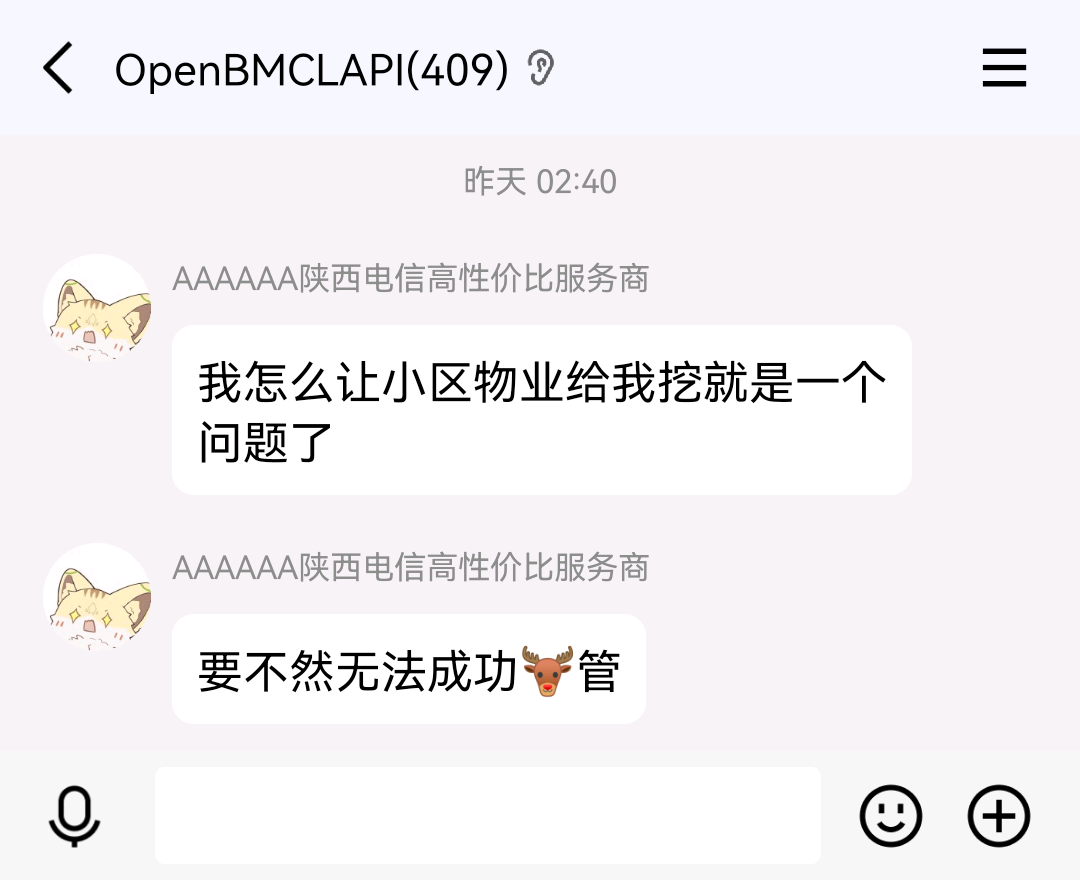 OpenBMCLAPI(409)
昨天 02:40
AAAAAA陕西电信高性价比服务商
我怎么让小区物业给我挖就是一个
问题了
AAAAAA陕西电信高性价比服务商
要不然无法成功🦌管